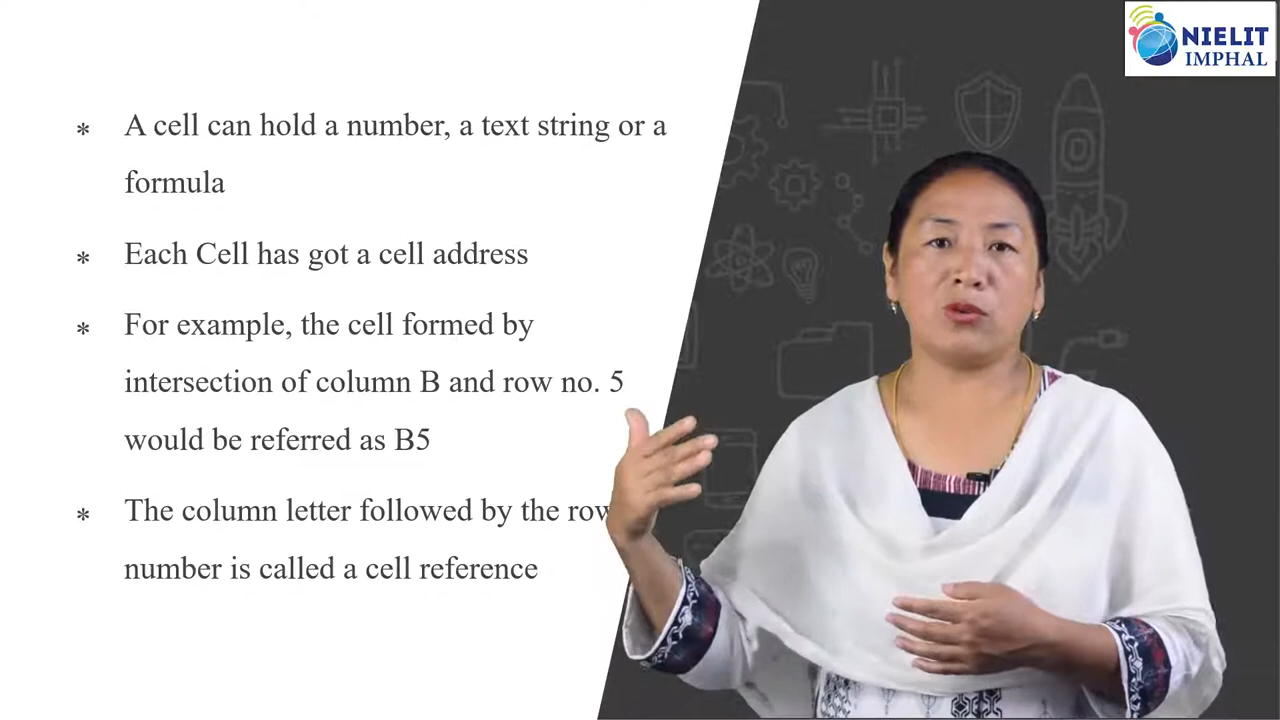 NIELIT
IMPHAL
* A cell can hold a number, a text string or a
formula
* Each Cell has got a cell address
* For example, the cell formed by
intersection of column B and row no. 5
would be referred as B5
* The column letter followed by the row
number is called a cell reference